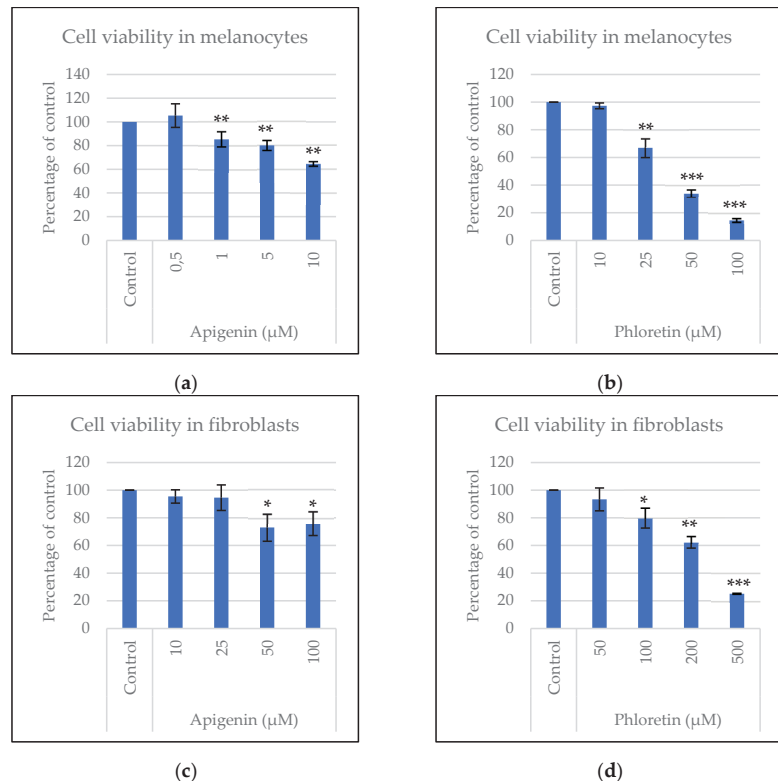 Cell viability in melanocytes
Percentage of control
140
120
100
80
60
40
20
0
**
**
**
Control
0,5
1
5
10
Apigenin (µM)
(a)
Cell viability in melanocytes
Percentage of control
120
100
80
60
40
20
0
**
***
***
Control
10
25
50
100
Phloretin (µM)
(b)
Cell viability in fibroblasts
Percentage of control
120
100
80
60
40
20
0
*
*
Control
10
25
50
100
Apigenin (µM)
(c)
Cell viability in fibroblasts
Percentage of control
120
100
80
60
40
20
0
*
**
***
Control
50
100
200
500
Phloretin (µM)
(d)